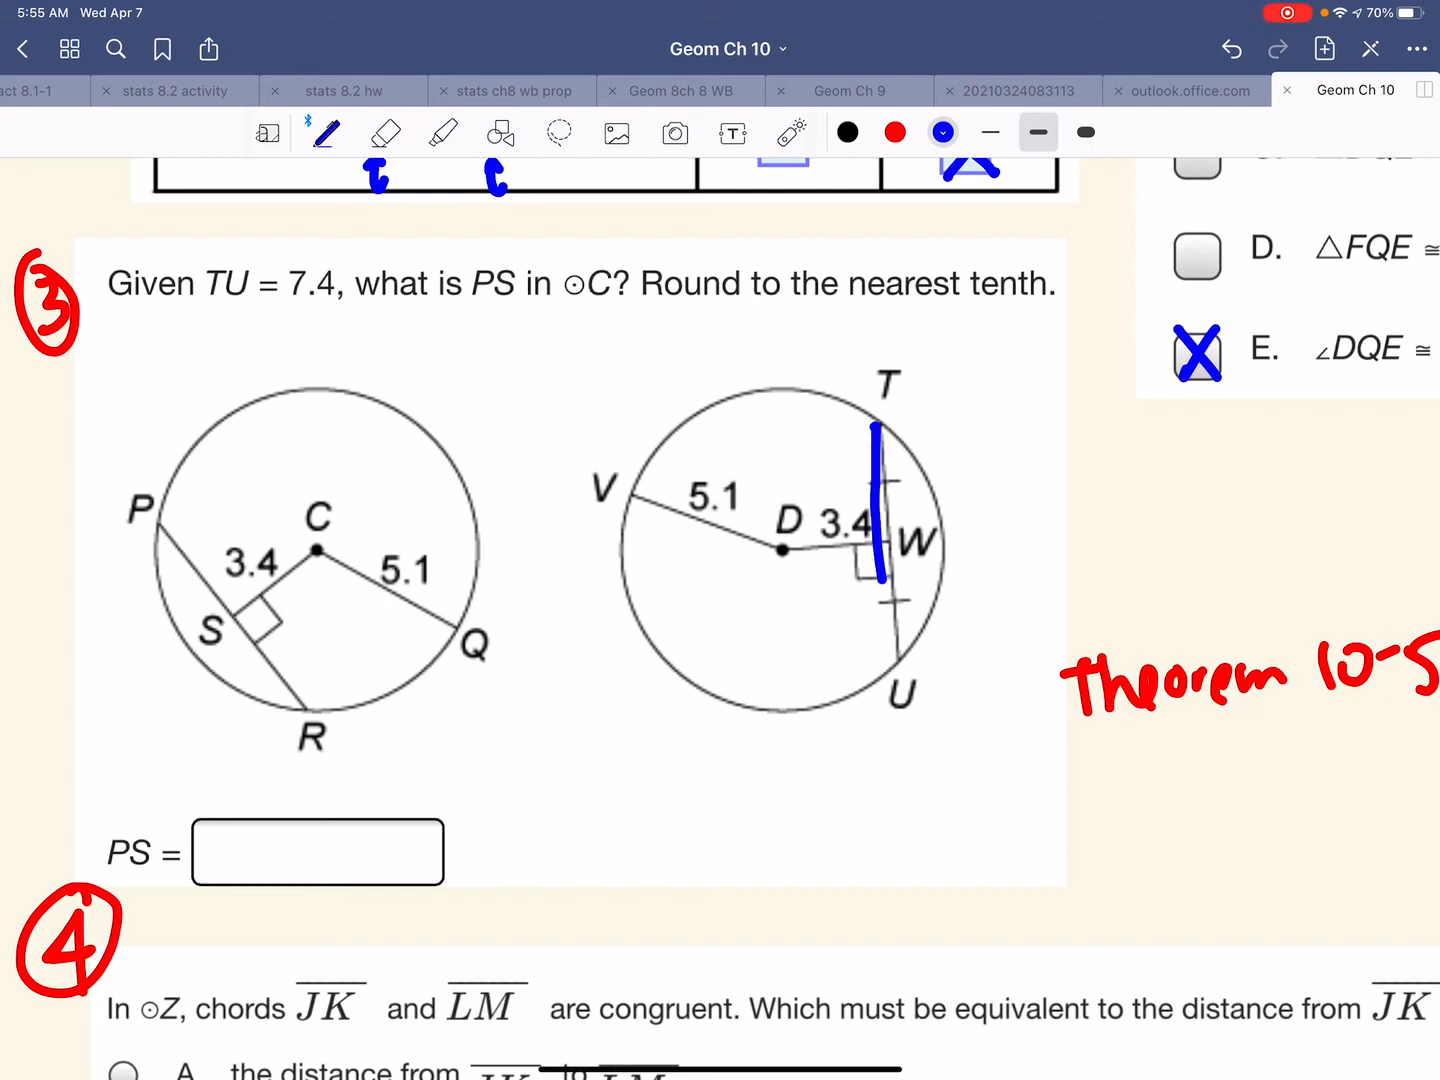 5:55 AM Wed Apr 7
70%
Geom Ch 10
act 8.1-1
stats 8.2 activity
stats 8.2 hw
stats ch8 wb prop
Geom 8ch 8 WB
Geom Ch 9
20210324083113
outlook.office.com
Geom Ch 10
T
D. △FQE ≅
E. ∠DQE ≅
3
Given TU = 7.4, what is PS in ⊙C? Round to the nearest tenth.
P
C
3.4
5.1
S
Q
R
T
V
5.1
D
3.4
W
U
Theorem 10-5
PS =
4
In ⊙Z, chords JK and LM are congruent. Which must be equivalent to the distance from JK
A. the distance from
to